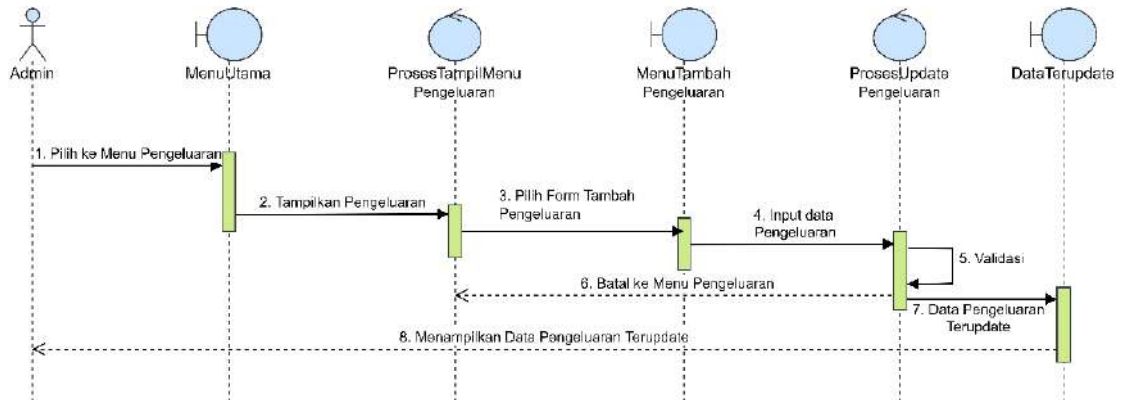 Admin
MenuUtama
ProsesTampilMenu
Pengeluaran
MenuTambah
Pengeluaran
ProsesUpdate
Pengeluaran
DataTerupdate
1. Pilih ke Menu Pengeluaran
2. Tampilkan Pengeluaran
3. Pilih Form Tambah
Pengeluaran
4. Input data
Pengeluaran
5. Validasi
6. Batal ke Menu Pengeluaran
7. Data Pengeluaran
Terupdate
8. Menampilkan Data Pengeluaran Terupdate